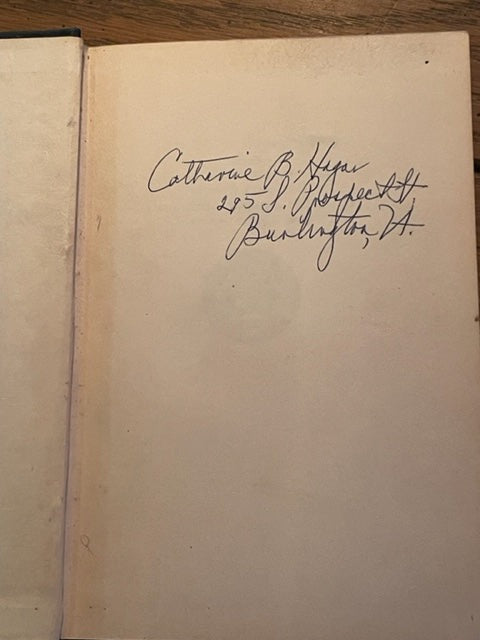 Catherine B. Hagar
295 S. Prospect St.
Burlington, Vt.